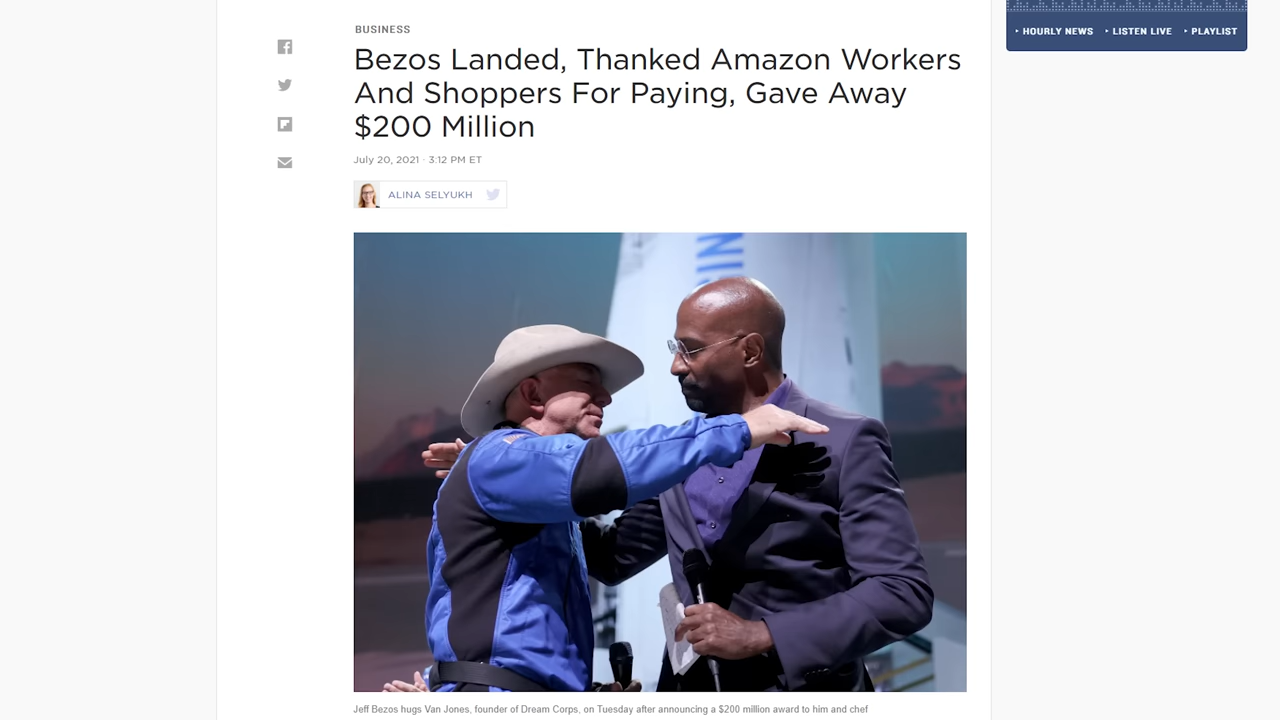 BUSINESS
Bezos Landed, Thanked Amazon Workers
And Shoppers For Paying, Gave Away
$200 Million
July 20, 2021 · 3:12 PM ET
ALINA SELYUKH
HOURLY NEWS LISTEN LIVE PLAYLIST
IN
Jeff Bezos hugs Van Jones, founder of Dream Corps, on Tuesday after announcing a $200 million award to him and chef